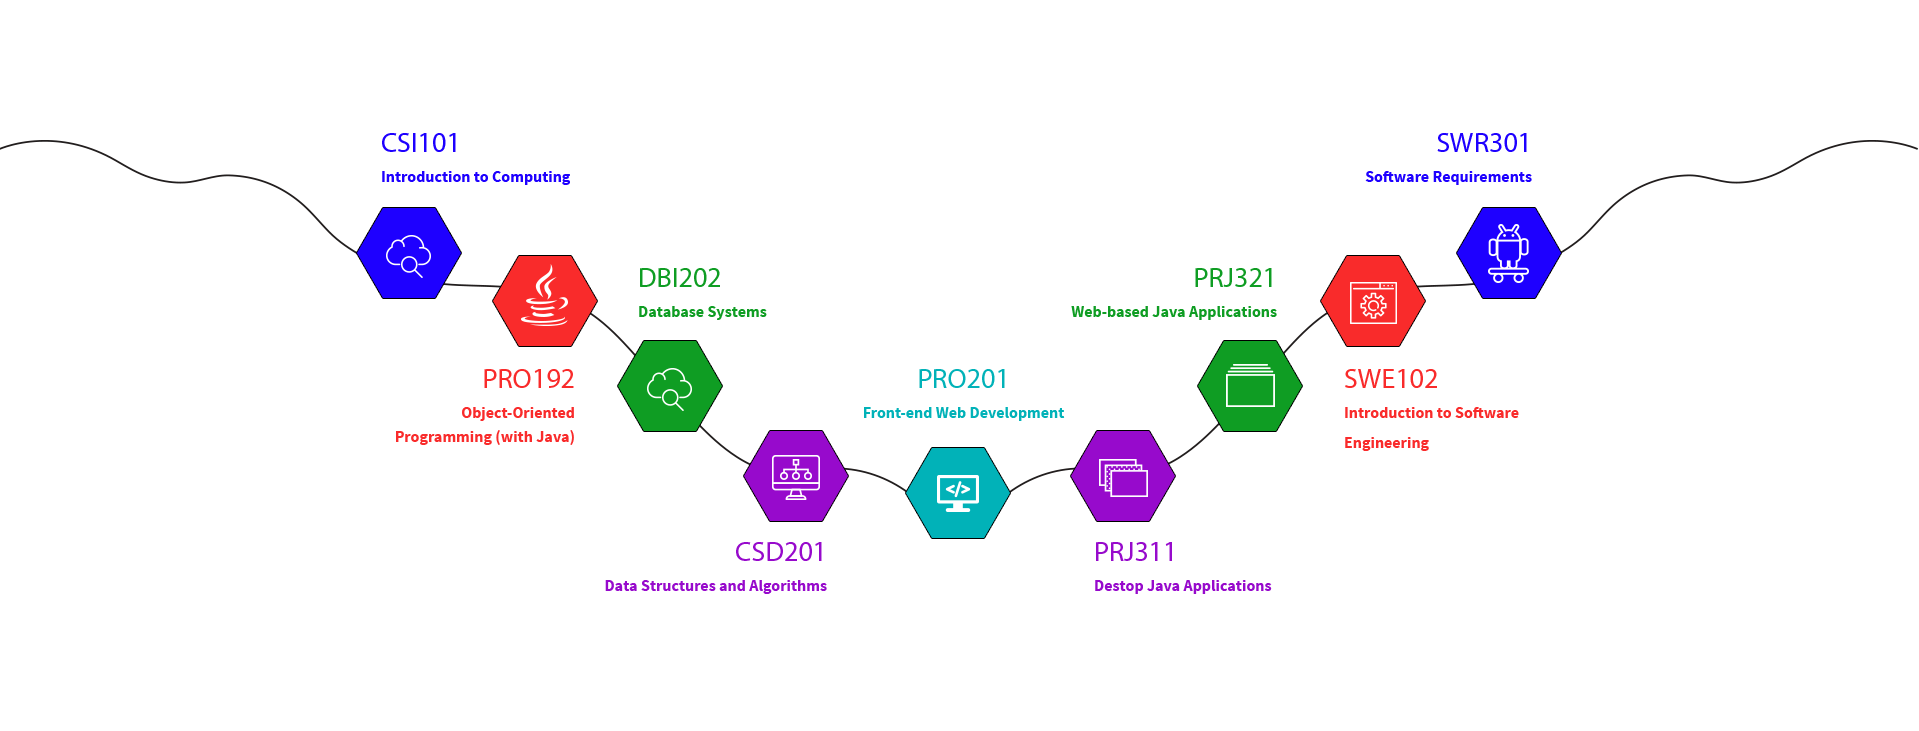 CSI101
Introduction to Computing
PRO192
Object-Oriented
Programming (with Java)
DBI202
Database Systems
CSD201
Data Structures and Algorithms
PRO201
Front-end Web Development
PRJ311
Destop Java Applications
PRJ321
Web-based Java Applications
SWE102
Introduction to Software
Engineering
SWR301
Software Requirements